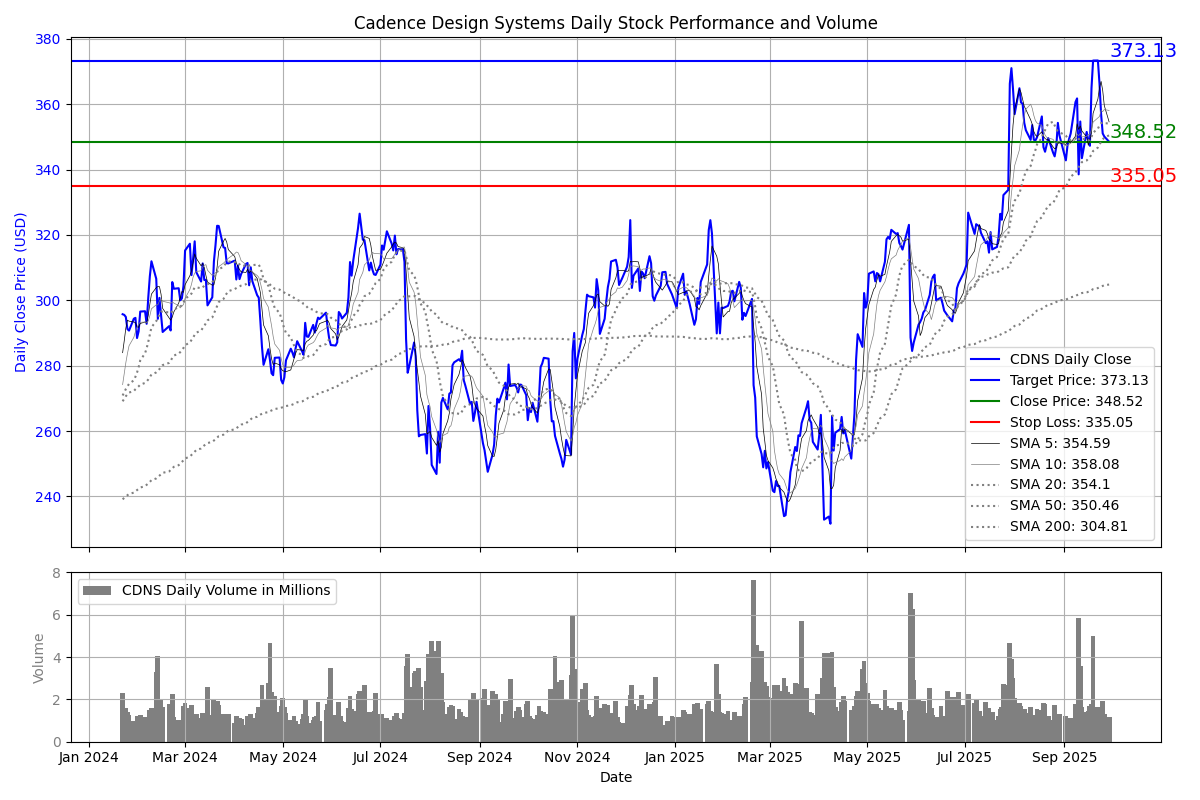 Cadence Design Systems Daily Stock Performance and Volume
Daily Close Price (USD)
380
360
340
320
300
280
260
240
373.13
348.52
335.05
CDNS Daily Close
Target Price: 373.13
Close Price: 348.52
Stop Loss: 335.05
SMA 5: 354.59
SMA 10: 358.08
SMA 20: 354.1
SMA 50: 350.46
SMA 200: 304.81
Volume
8
6
4
2
0
CDNS Daily Volume in Millions
Jan 2024 Mar 2024 May 2024 Jul 2024 Sep 2024 Nov 2024 Jan 2025 Mar 2025 May 2025 Jul 2025 Sep 2025
Date